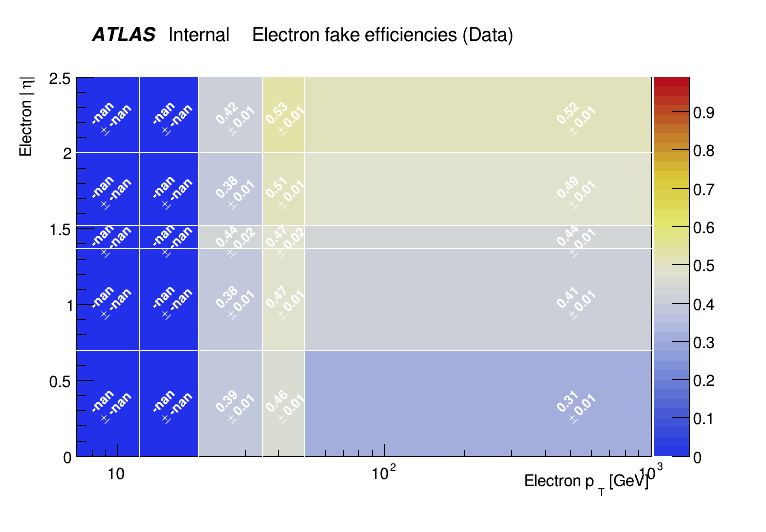 ATLAS Internal Electron fake efficiencies (Data)
Electron |η|
2.5
2
1.5
1
0.5
0
-nan ± -nan
-nan ± -nan
0.42 ± 0.01
0.53 ± 0.01
0.52 ± 0.01
-nan ± -nan
-nan ± -nan
0.38 ± 0.01
0.51 ± 0.01
0.49 ± 0.01
-nan ± -nan
-nan ± -nan
0.44 ± 0.02
0.47 ± 0.02
0.44 ± 0.01
-nan ± -nan
-nan ± -nan
0.38 ± 0.01
0.47 ± 0.01
0.41 ± 0.01
-nan ± -nan
-nan ± -nan
0.39 ± 0.01
0.46 ± 0.01
0.31 ± 0.01
0.9
0.8
0.7
0.6
0.5
0.4
0.3
0.2
0.1
0
10
10²
10³
Electron p_T [GeV]